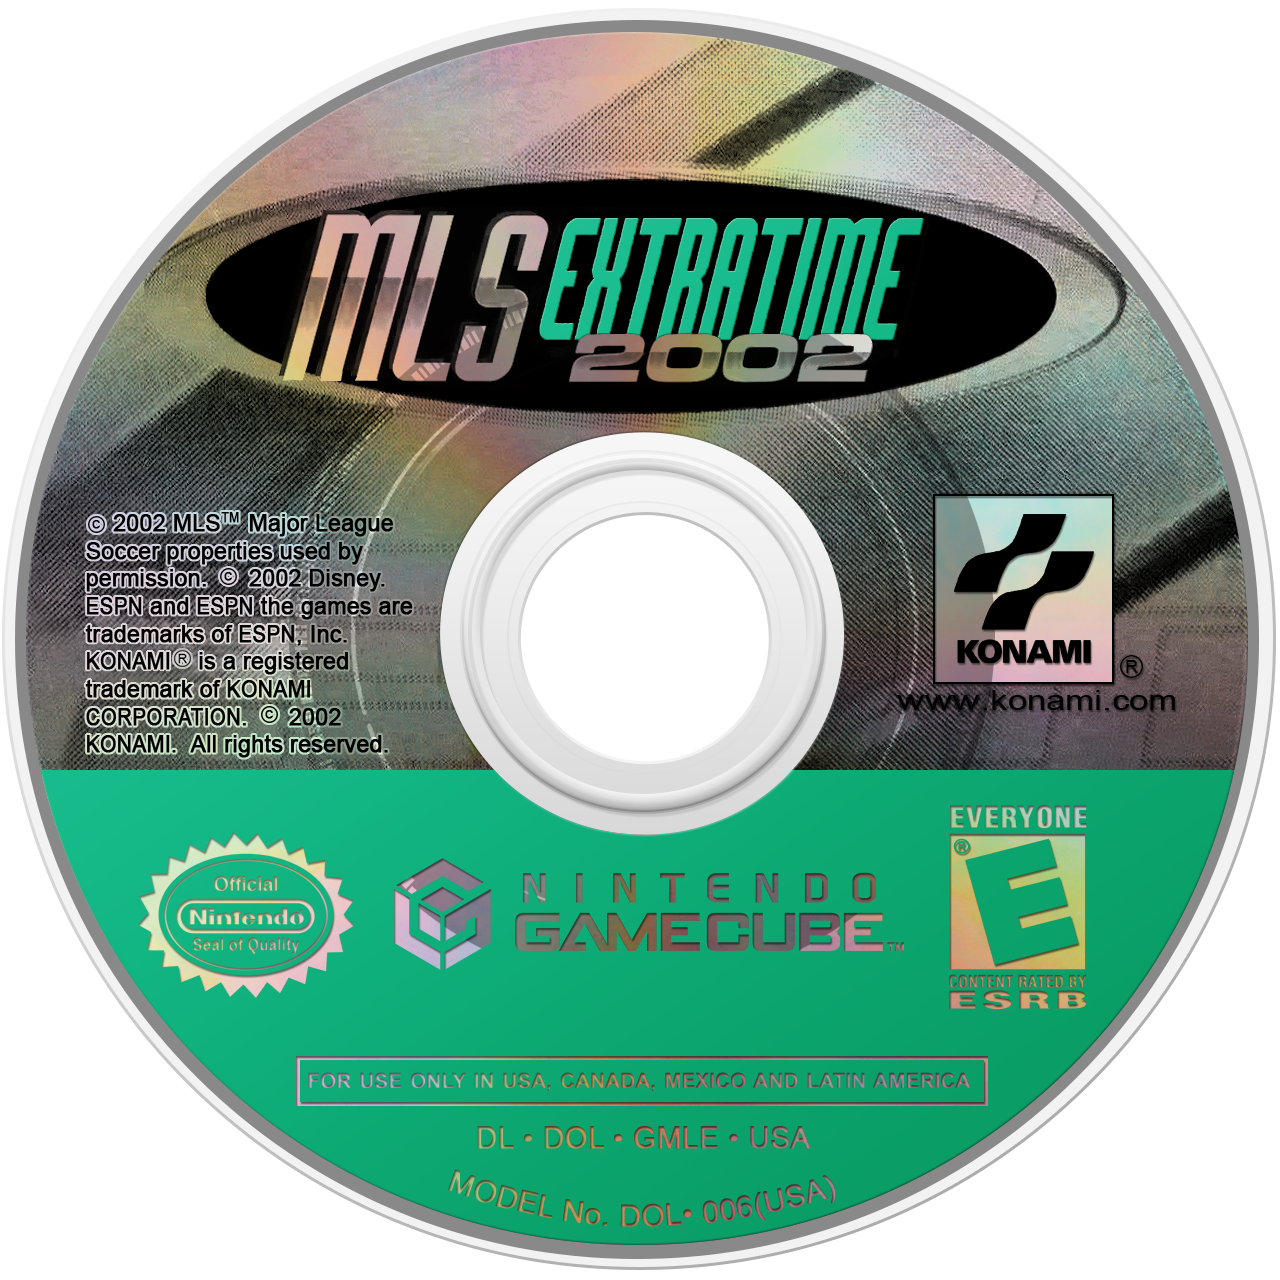 MLS EXTRATIME
2002
© 2002 MLS™ Major League
Soccer properties used by
permission. © 2002 Disney.
ESPN and ESPN the games are
trademarks of ESPN, Inc.
KONAMI® is a registered
trademark of KONAMI
CORPORATION. © 2002
KONAMI. All rights reserved.
KONAMI ®
www.konami.com
Official
Nintendo
Seal of Quality
NINTENDO
GAMECUBE™
EVERYONE
®
E
CONTENT RATED BY
ESRB
FOR USE ONLY IN USA, CANADA, MEXICO AND LATIN AMERICA
DL • DOL • GMLE • USA
MODEL No. DOL• 006(USA)